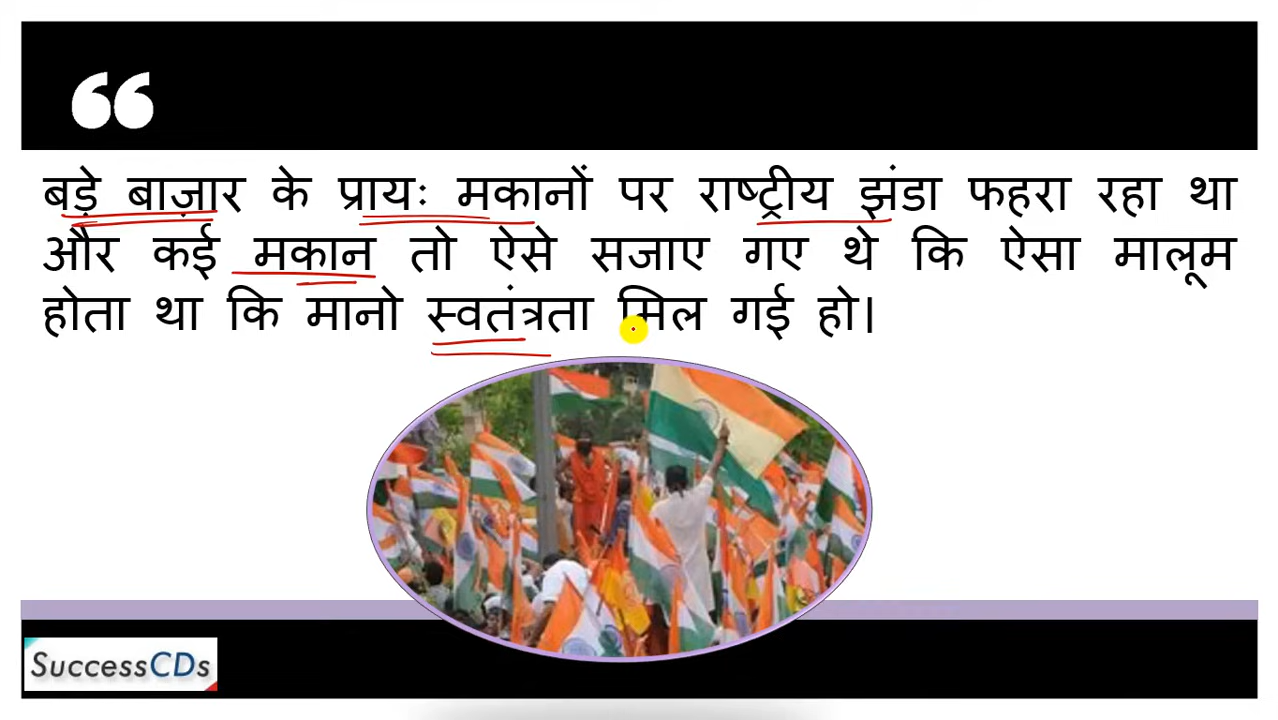 ❝
बड़े बाज़ार के प्रायः मकानों पर राष्ट्रीय झंडा फहरा रहा था
और कई मकान तो ऐसे सजाए गए थे कि ऐसा मालूम
होता था कि मानो स्वतंत्रता मिल गई हो।
SuccessCDs